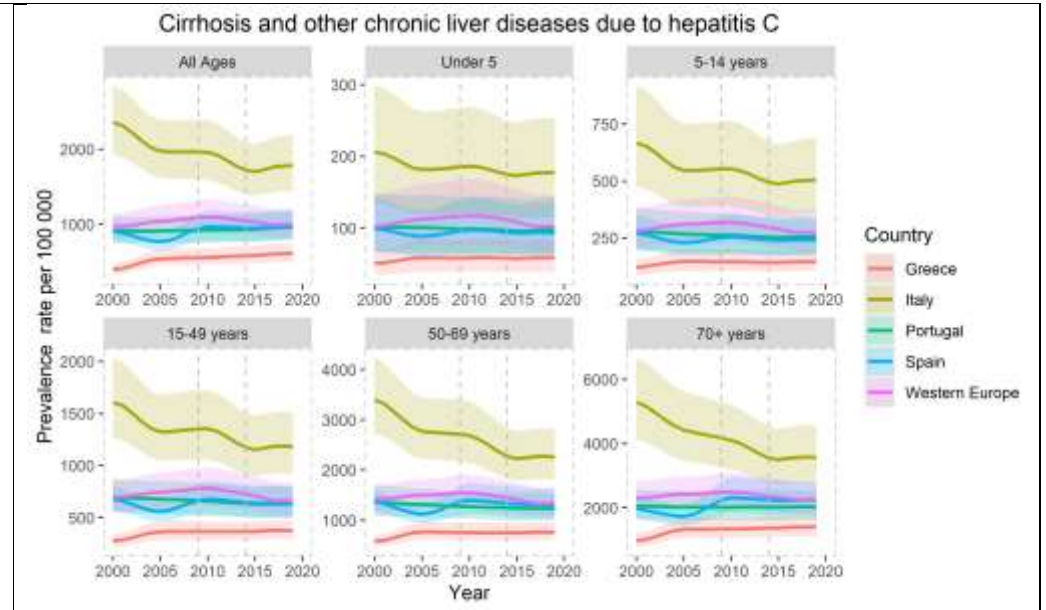 Cirrhosis and other chronic liver diseases due to hepatitis C
All Ages
Under 5
5-14 years
2000
1000
300
200
100
750
500
250
2000 2005 2010 2015 2020
2000 2005 2010 2015 2020
2000 2005 2010 2015 2020
15-49 years
50-69 years
70+ years
2000
1500
1000
500
4000
3000
2000
1000
6000
4000
2000
2000 2005 2010 2015 2020
2000 2005 2010 2015 2020
2000 2005 2010 2015 2020
Prevalence rate per 100 000
Year
Country
Greece
Italy
Portugal
Spain
Western Europe